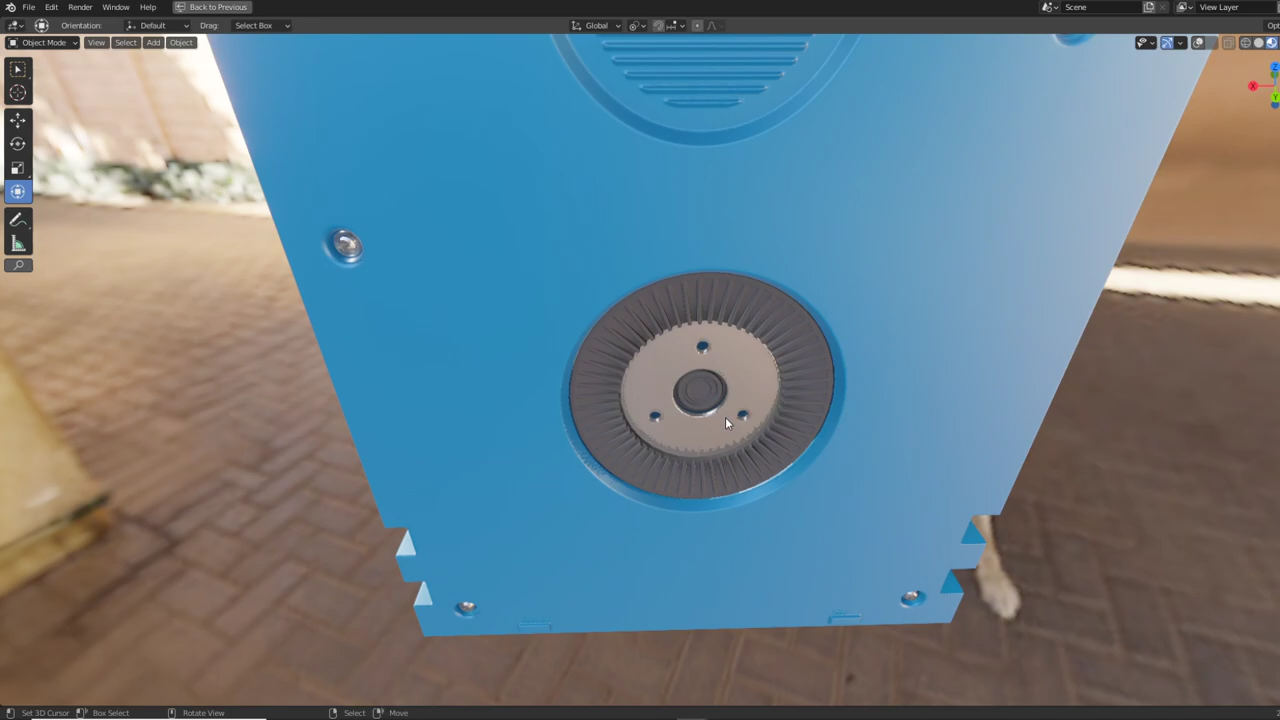 File Edit Render Window Help Back to Previous Scene View Layer
Orientation: Default Drag: Select Box Global Opt
Object Mode View Select Add Object
Z
X
Y
Set 3D Cursor Box Select Rotate View Select Move